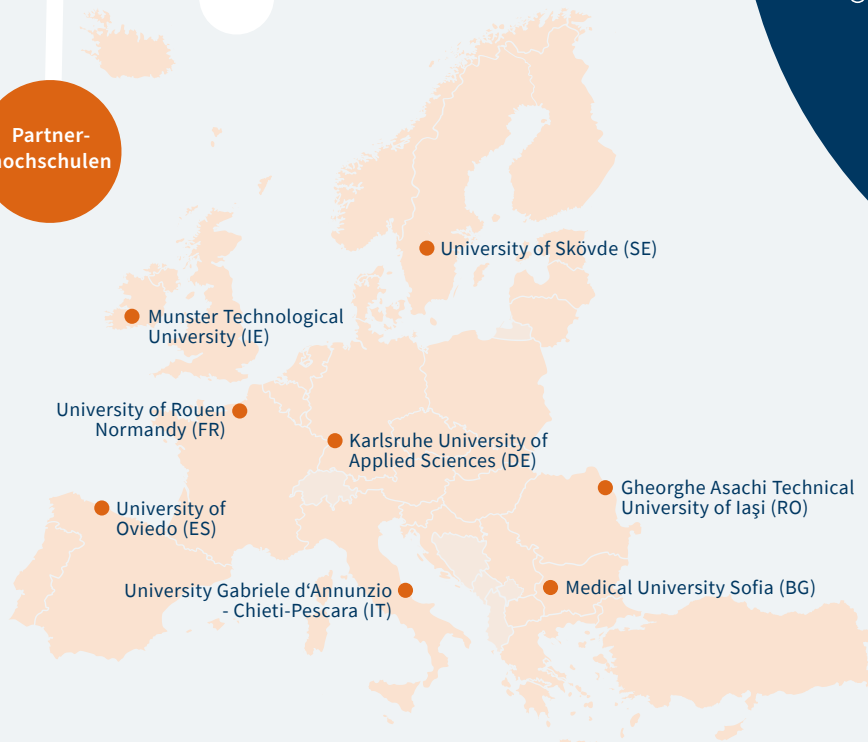 Partner-
hochschulen
University of Skövde (SE)
Munster Technological
University (IE)
University of Rouen
Normandy (FR)
Karlsruhe University of
Applied Sciences (DE)
Gheorghe Asachi Technical
University of Iaşi (RO)
University of
Oviedo (ES)
University Gabriele d‘Annunzio
- Chieti-Pescara (IT)
Medical University Sofia (BG)